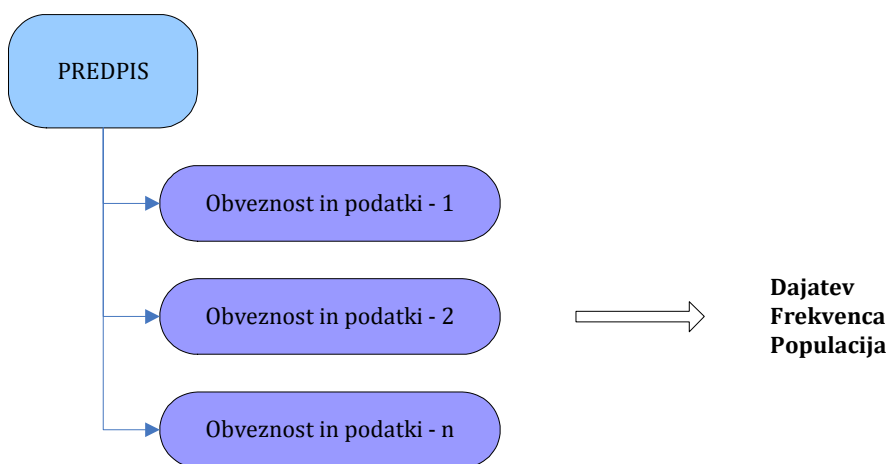 PREDPIS
Obveznost in podatki - 1
Obveznost in podatki - 2
Obveznost in podatki - n
Dajatev
Frekvenca
Populacija